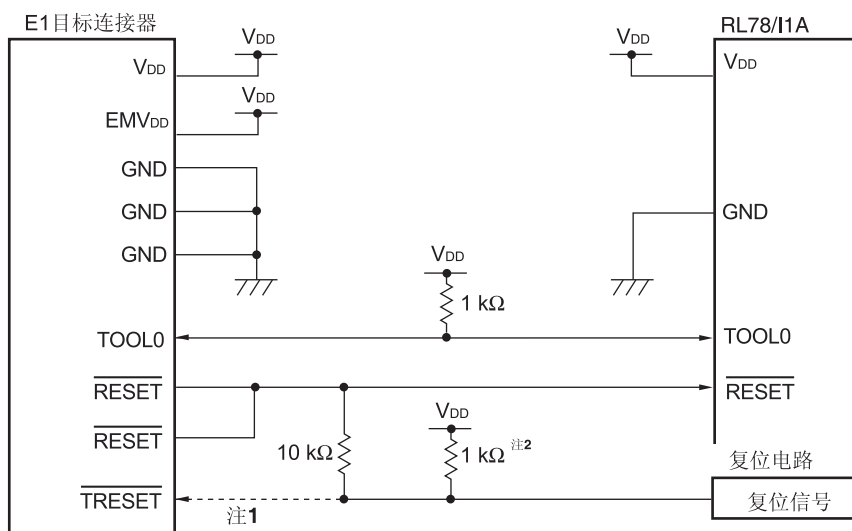 E1目标连接器
RL78/I1A
VDD
VDD
VDD
VDD
VDD
EMVDD
GND
GND
GND
GND
VDD
1 kΩ
TOOL0
TOOL0
RESET
RESET
RESET
VDD
10 kΩ
1 kΩ 注2
复位电路
TRESET
注1
复位信号